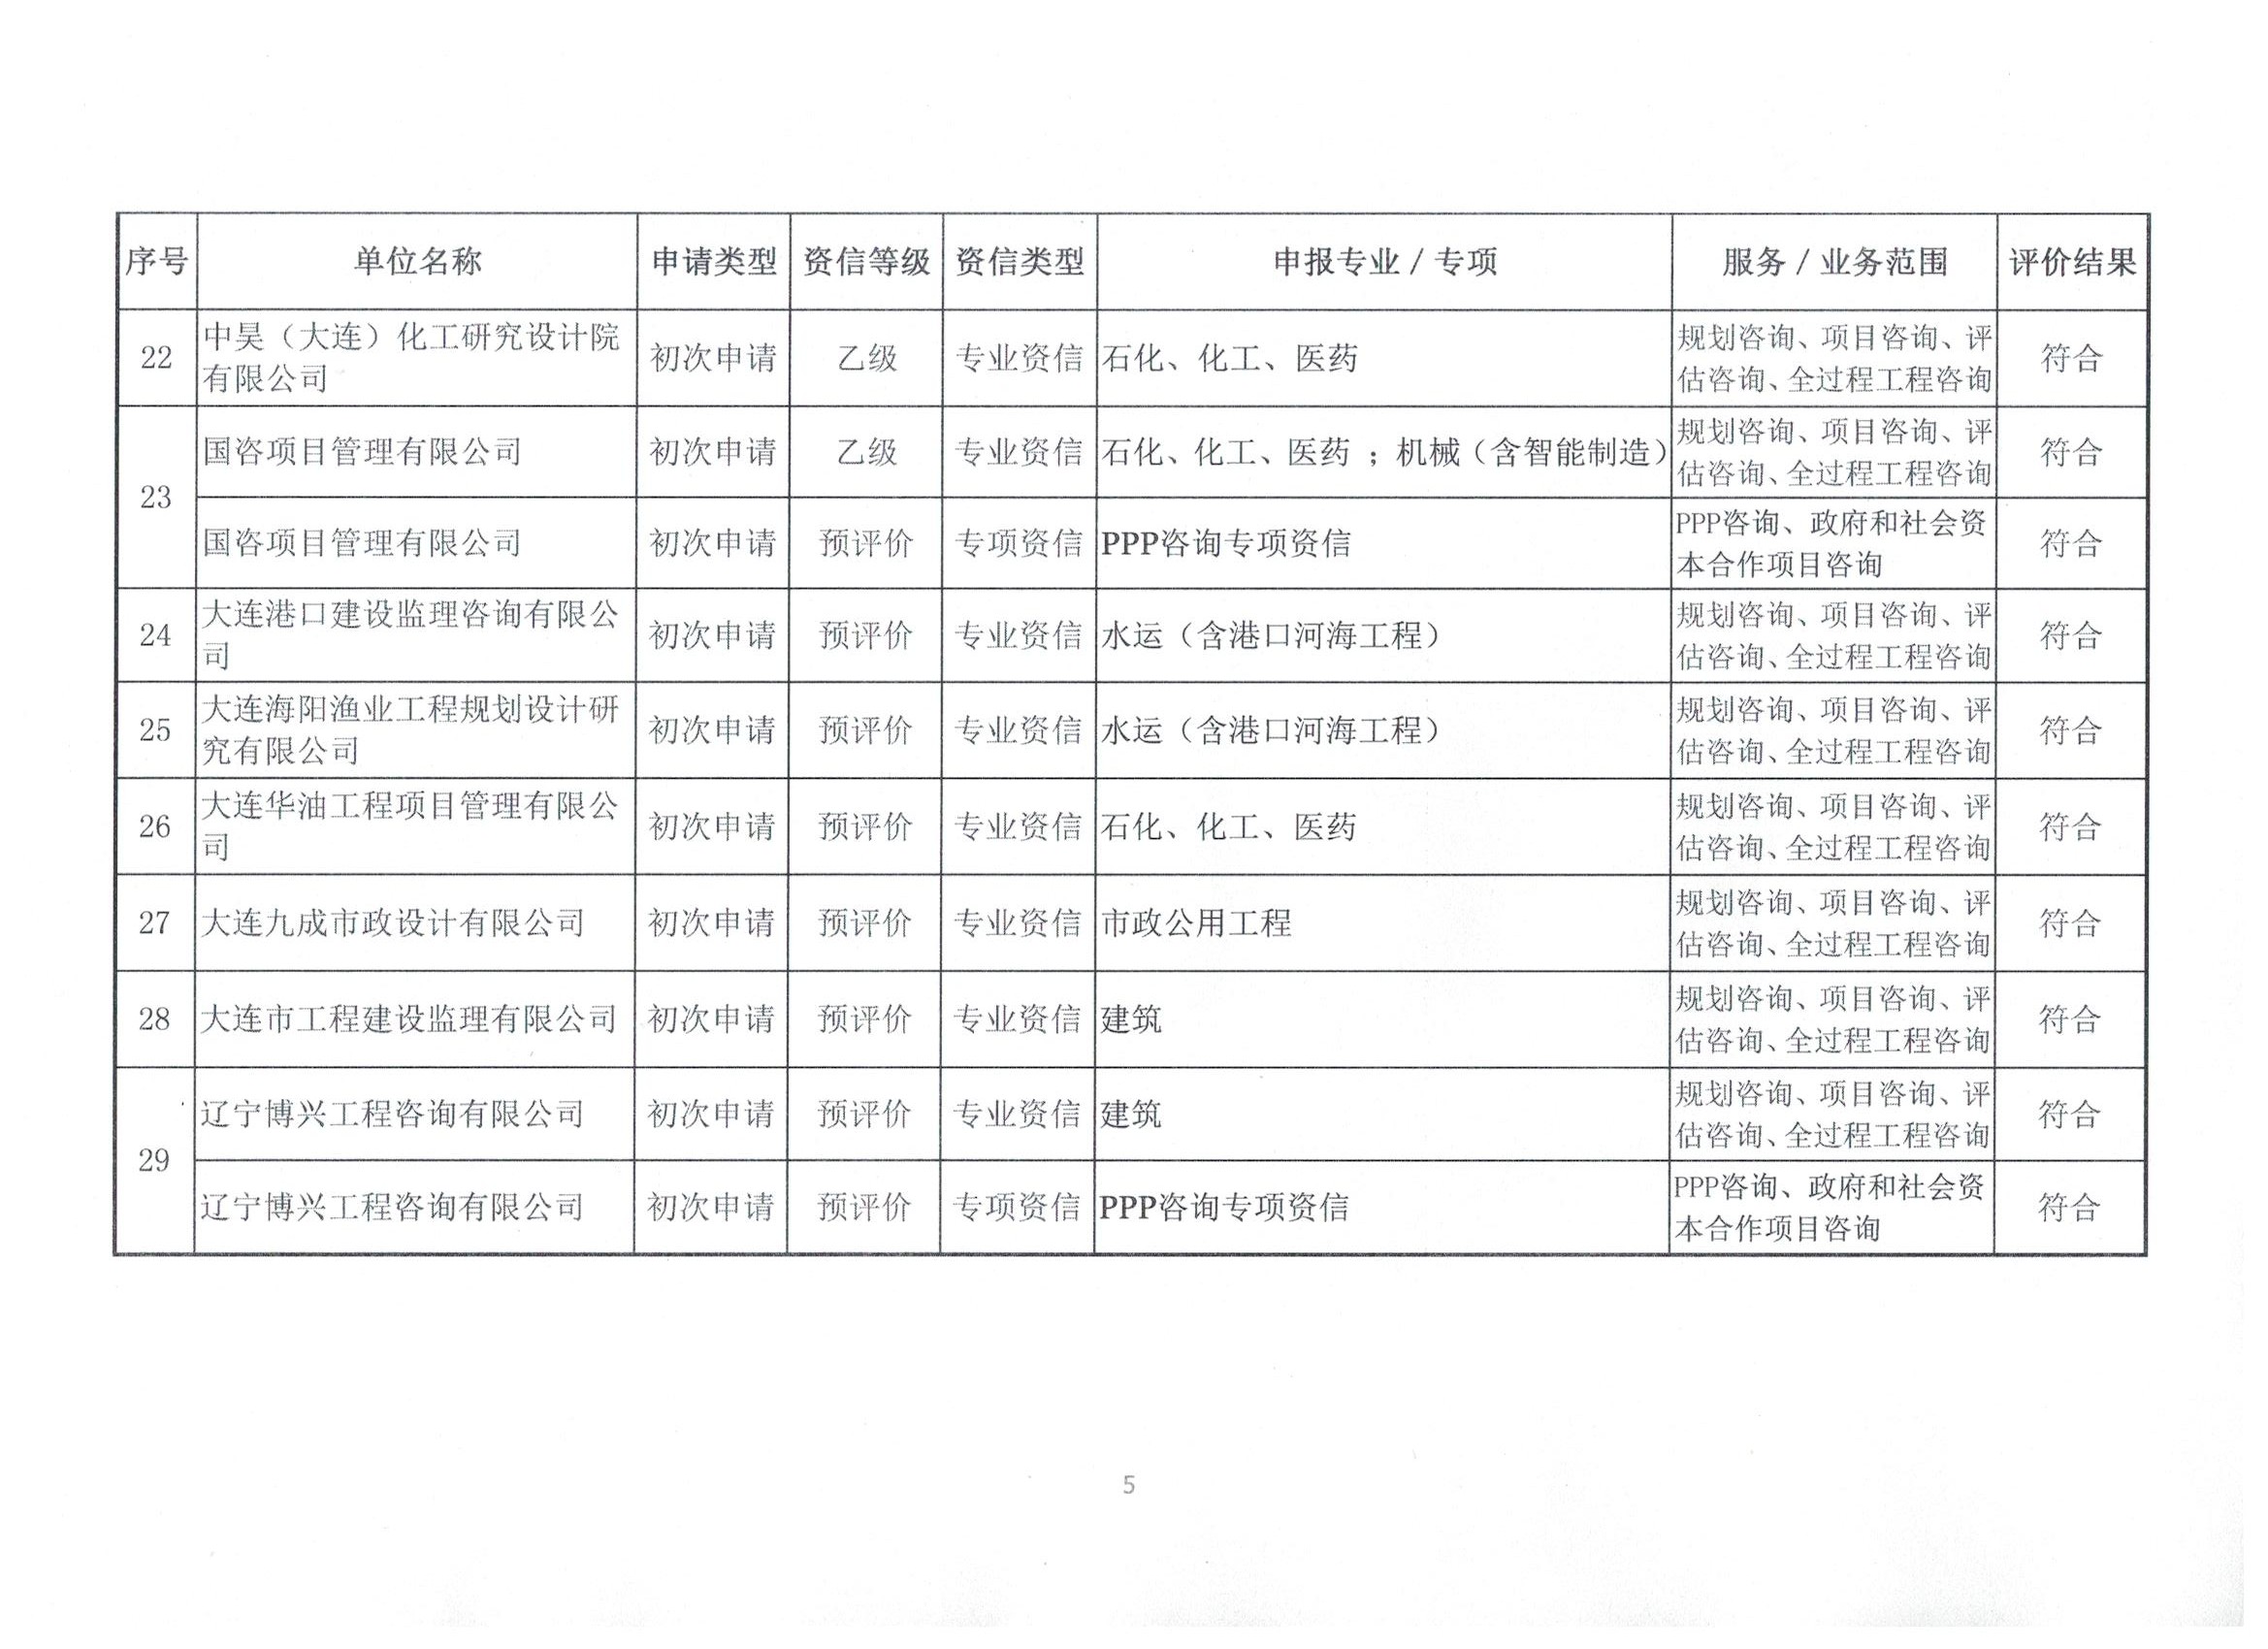 序号 单位名称 申请类型 资信等级 资信类型 申报专业／专项 服务／业务范围 评价结果
22 中昊（大连）化工研究设计院有限公司 初次申请 乙级 专业资信 石化、化工、医药 规划咨询、项目咨询、评估咨询、全过程工程咨询 符合
23 国咨项目管理有限公司 初次申请 乙级 专业资信 石化、化工、医药 ；机械（含智能制造） 规划咨询、项目咨询、评估咨询、全过程工程咨询 符合
国咨项目管理有限公司 初次申请 预评价 专项资信 PPP咨询专项资信 PPP咨询、政府和社会资本合作项目咨询 符合
24 大连港口建设监理咨询有限公司 初次申请 预评价 专业资信 水运（含港口河海工程） 规划咨询、项目咨询、评估咨询、全过程工程咨询 符合
25 大连海阳渔业工程规划设计研究有限公司 初次申请 预评价 专业资信 水运（含港口河海工程） 规划咨询、项目咨询、评估咨询、全过程工程咨询 符合
26 大连华油工程项目管理有限公司 初次申请 预评价 专业资信 石化、化工、医药 规划咨询、项目咨询、评估咨询、全过程工程咨询 符合
27 大连九成市政设计有限公司 初次申请 预评价 专业资信 市政公用工程 规划咨询、项目咨询、评估咨询、全过程工程咨询 符合
28 大连市工程建设监理有限公司 初次申请 预评价 专业资信 建筑 规划咨询、项目咨询、评估咨询、全过程工程咨询 符合
29 辽宁博兴工程咨询有限公司 初次申请 预评价 专业资信 建筑 规划咨询、项目咨询、评估咨询、全过程工程咨询 符合
辽宁博兴工程咨询有限公司 初次申请 预评价 专项资信 PPP咨询专项资信 PPP咨询、政府和社会资本合作项目咨询 符合
5